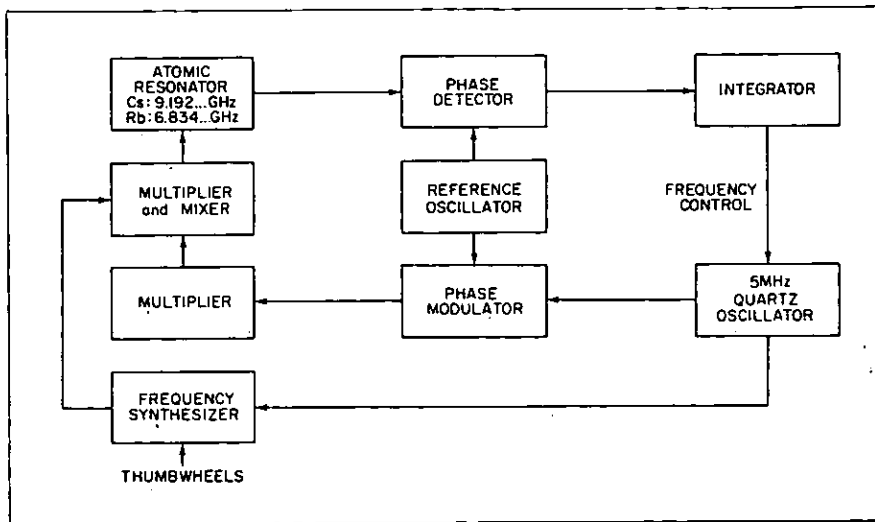 ATOMIC
RESONATOR
Cs: 9.192...GHz
Rb: 6.834...GHz
PHASE
DETECTOR
INTEGRATOR
MULTIPLIER
and MIXER
REFERENCE
OSCILLATOR
FREQUENCY
CONTROL
MULTIPLIER
PHASE
MODULATOR
5MHz
QUARTZ
OSCILLATOR
FREQUENCY
SYNTHESIZER
THUMBWHEELS